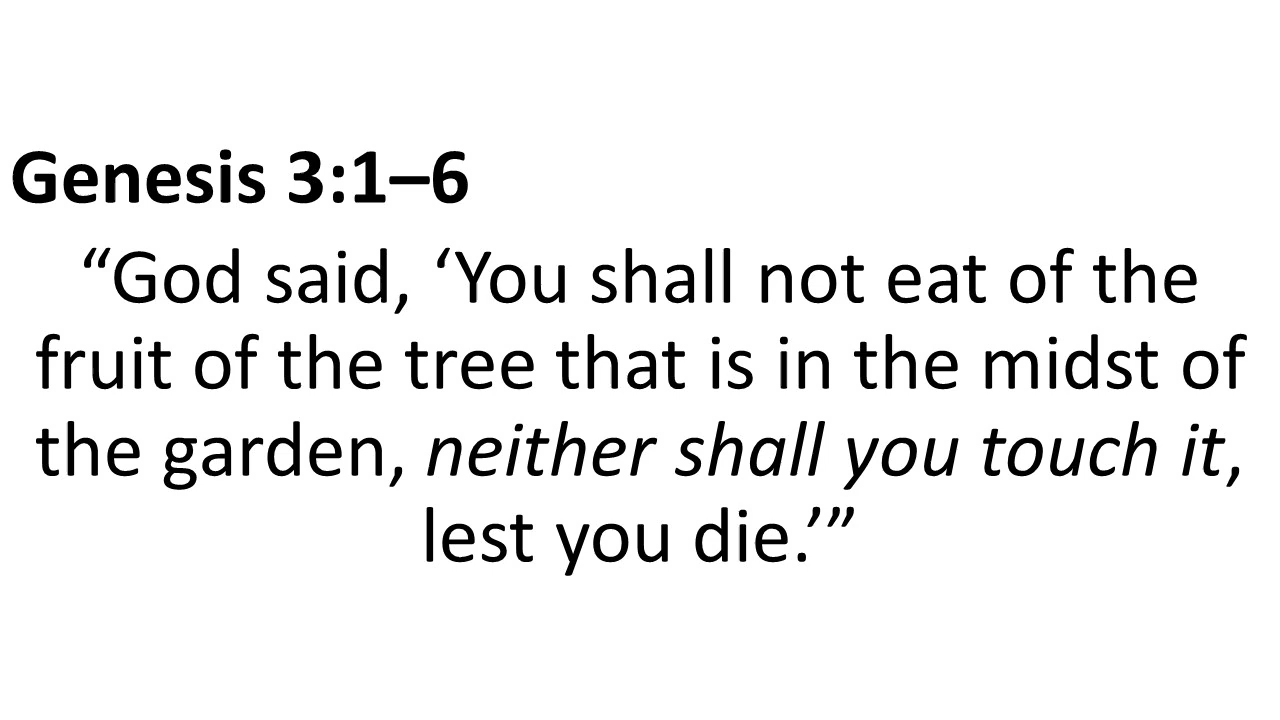 Genesis 3:1–6
“God said, ‘You shall not eat of the
fruit of the tree that is in the midst of
the garden, neither shall you touch it,
lest you die.’”